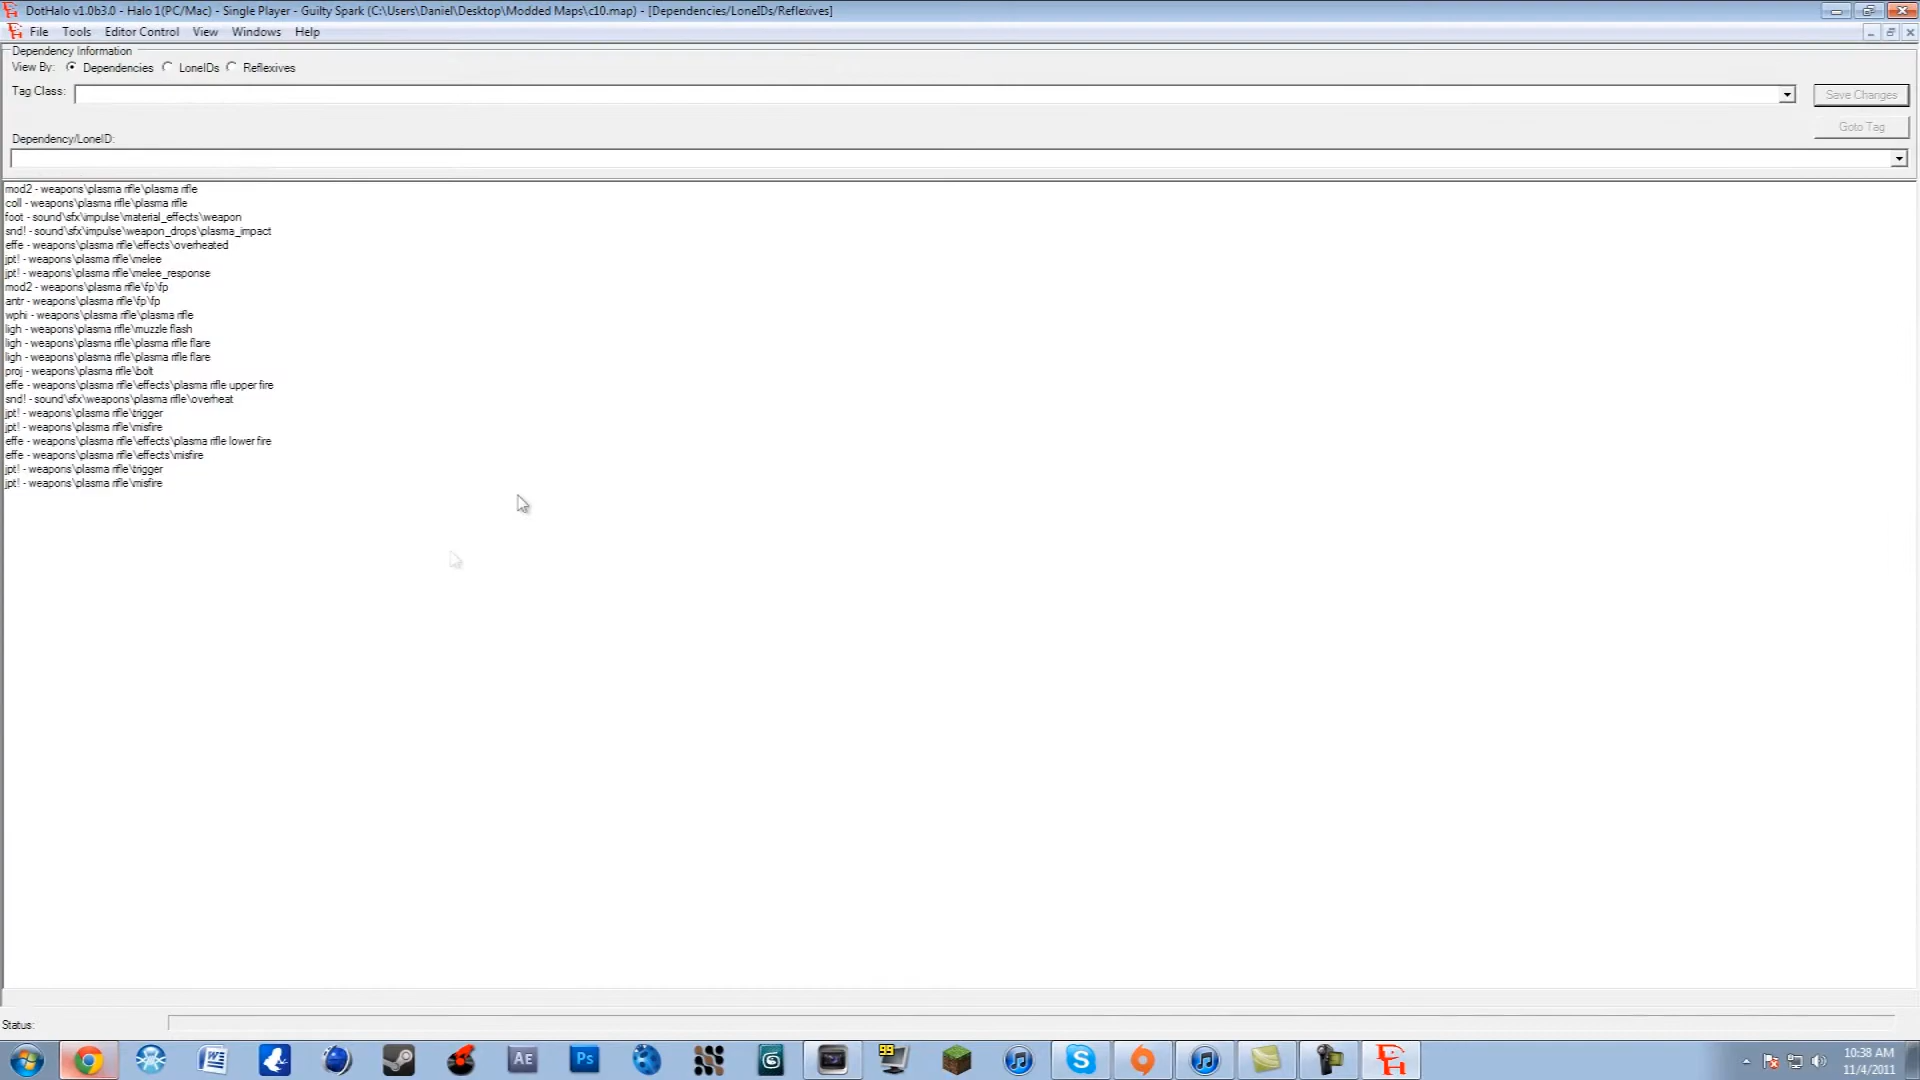 DotHalo v1.0b3.0 - Halo 1(PC/Mac) - Single Player - Guilty Spark (C:\Users\Daniel\Desktop\Modded Maps\c10.map) - [Dependencies/LoneIDs/Reflexives]
File Tools Editor Control View Windows Help
Dependency Information
View By: Dependencies LoneIDs Reflexives
Tag Class: Save Changes
Goto Tag
Dependency/LoneID:
mod2 - weapons\plasma rifle\plasma rifle
coll - weapons\plasma rifle\plasma rifle
foot - sound\sfx\impulse\material_effects\weapon
snd! - sound\sfx\impulse\weapon_drops\plasma_impact
effe - weapons\plasma rifle\effects\overheated
jpt! - weapons\plasma rifle\melee
jpt! - weapons\plasma rifle\melee_response
mod2 - weapons\plasma rifle\fp\fp
antr - weapons\plasma rifle\fp\fp
wphi - weapons\plasma rifle\plasma rifle
ligh - weapons\plasma rifle\muzzle flash
ligh - weapons\plasma rifle\plasma rifle flare
ligh - weapons\plasma rifle\plasma rifle flare
proj - weapons\plasma rifle\bolt
effe - weapons\plasma rifle\effects\plasma rifle upper fire
snd! - sound\sfx\weapons\plasma rifle\overheat
jpt! - weapons\plasma rifle\trigger
jpt! - weapons\plasma rifle\misfire
effe - weapons\plasma rifle\effects\plasma rifle lower fire
effe - weapons\plasma rifle\effects\misfire
jpt! - weapons\plasma rifle\trigger
jpt! - weapons\plasma rifle\misfire
Status:
AE
Ps
99
10:38 AM
11/4/2011